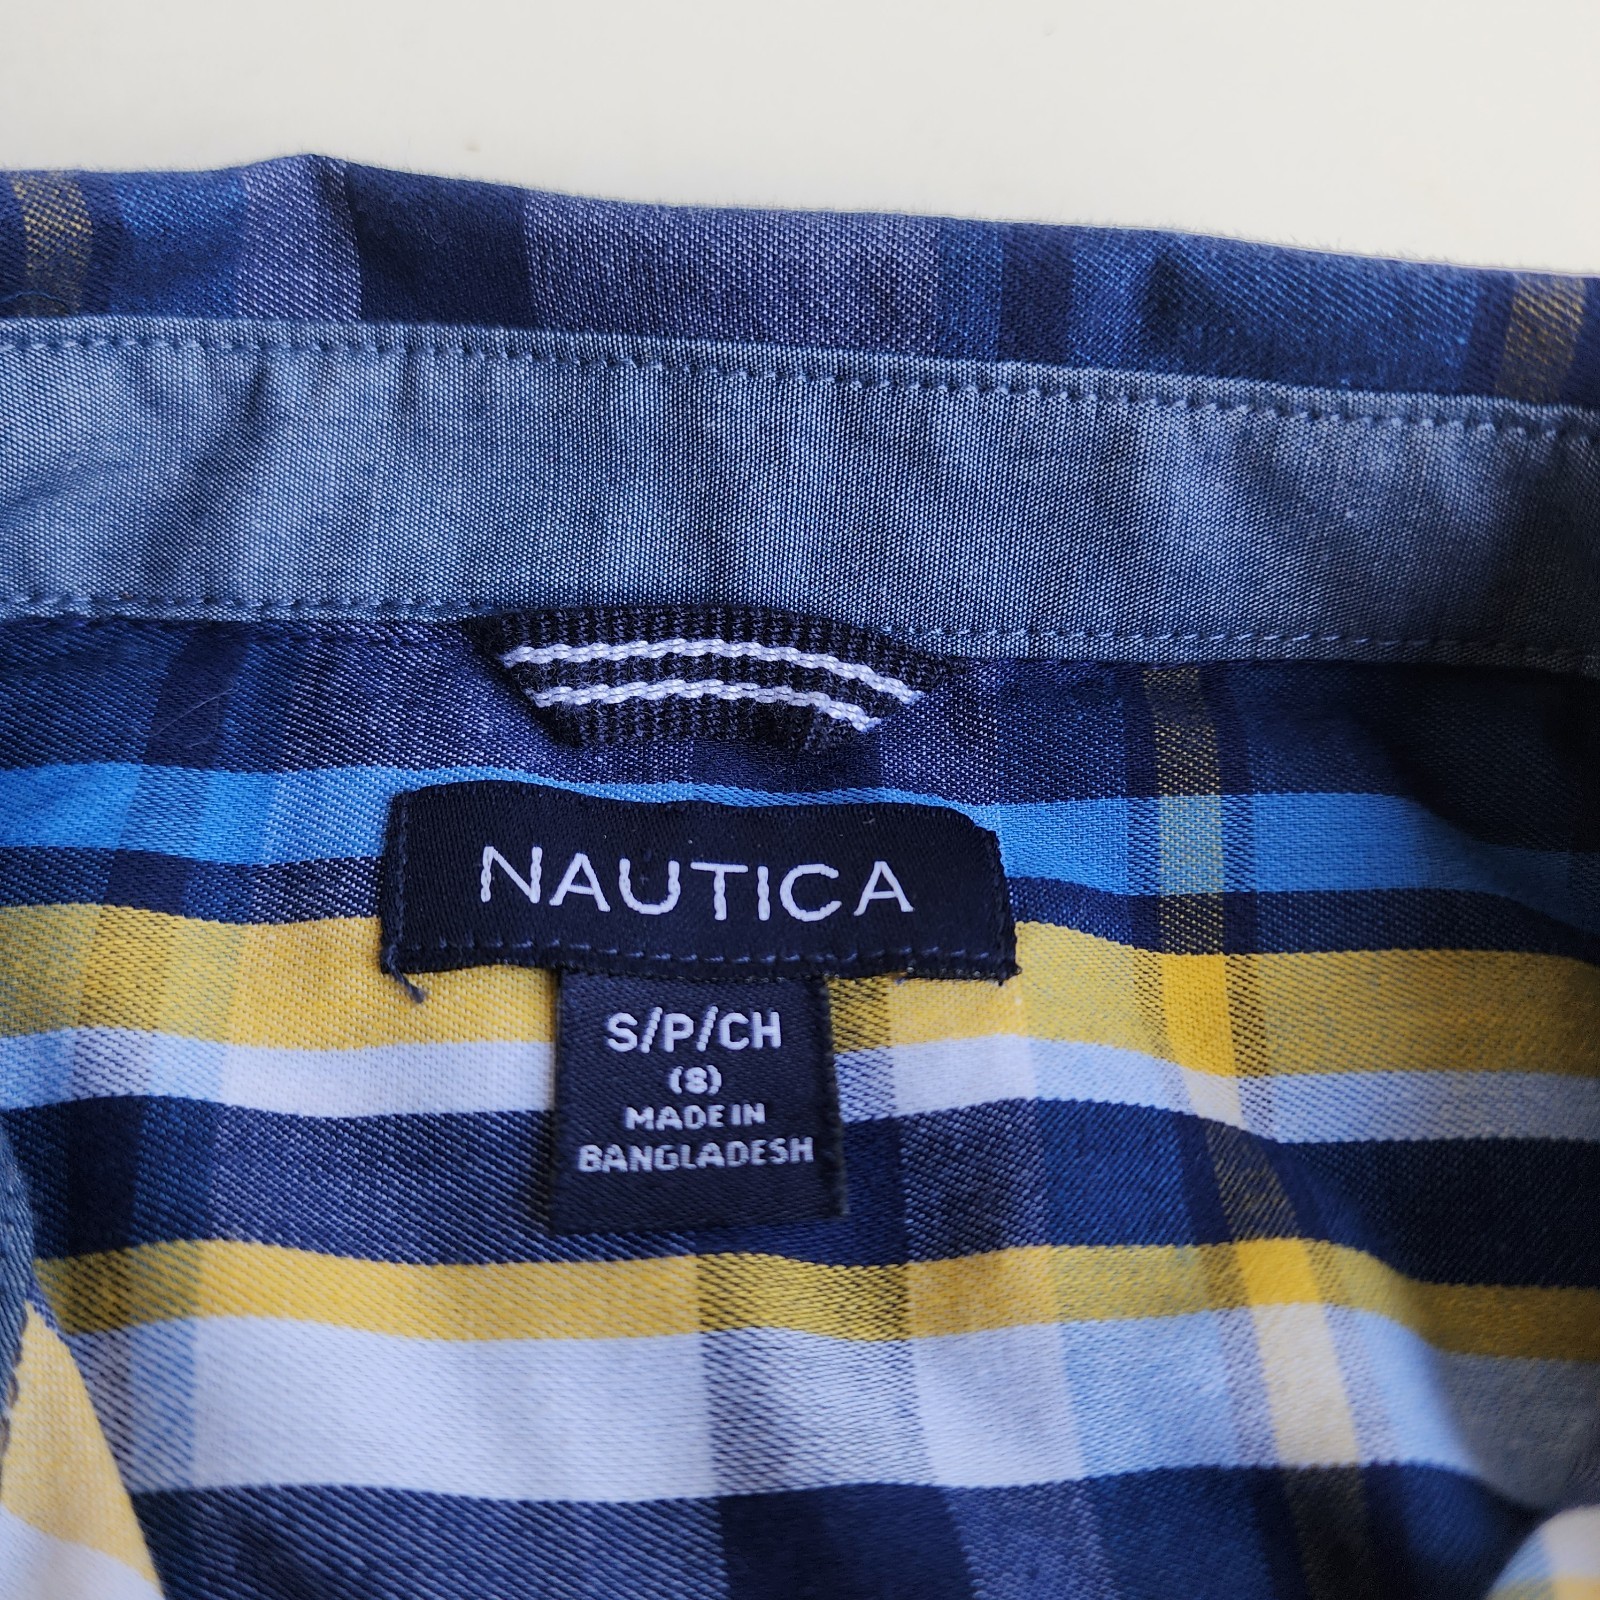 NAUTICA
S/P/CH
(8)
MADE IN
BANGLADESH